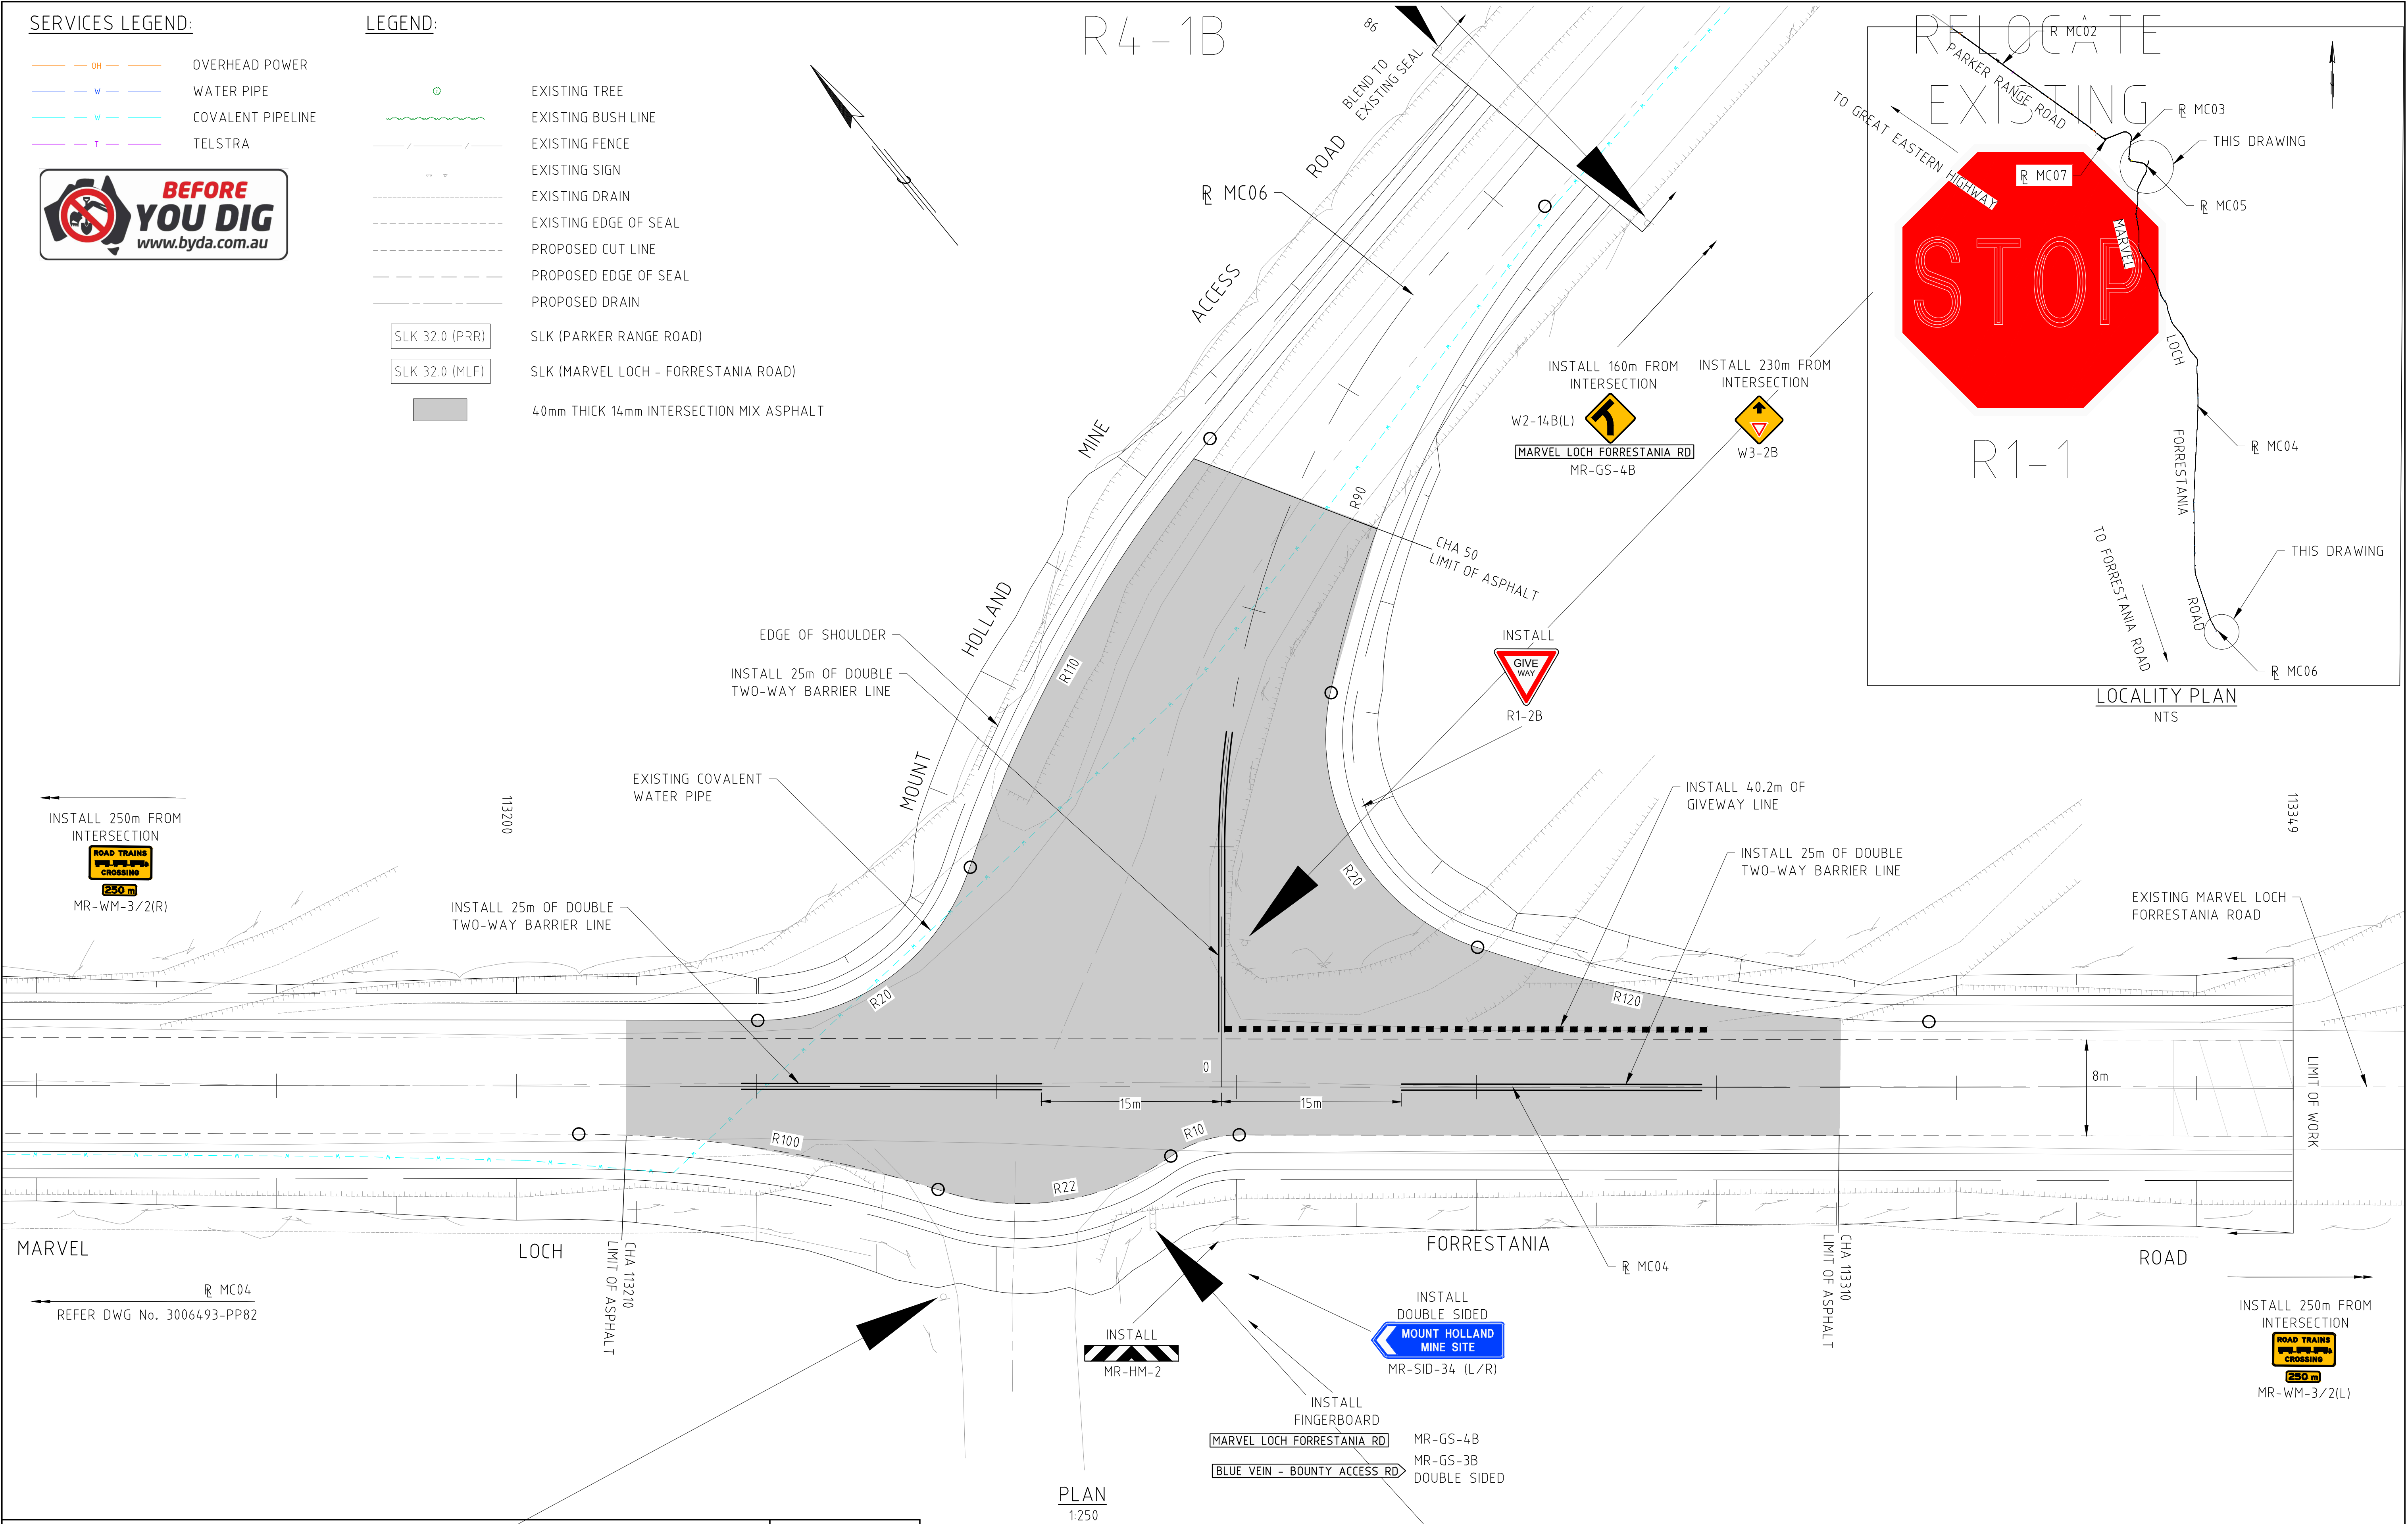 SERVICES LEGEND:
OH OVERHEAD POWER
W WATER PIPE
W COVALENT PIPELINE
T TELSTRA
BEFORE
YOU DIG
www.byda.com.au
LEGEND:
EXISTING TREE
EXISTING BUSH LINE
EXISTING FENCE
EXISTING SIGN
EXISTING DRAIN
EXISTING EDGE OF SEAL
PROPOSED CUT LINE
PROPOSED EDGE OF SEAL
PROPOSED DRAIN
SLK 32.0 (PRR) SLK (PARKER RANGE ROAD)
SLK 32.0 (MLF) SLK (MARVEL LOCH - FORRESTANIA ROAD)
40mm THICK 14mm INTERSECTION MIX ASPHALT
R4-1B
86
BLEND TO
EXISTING SEAL
MOUNT HOLLAND MINE ACCESS ROAD
MC06
RELOCATE
EXISTING
STOP
R1-1
MC02
PARKER RANGE ROAD
TO GREAT EASTERN HIGHWAY
MC03
THIS DRAWING
MC07
MC05
MARVEL
LOCH
FORRESTANIA
ROAD
MC04
TO FORRESTANIA ROAD
THIS DRAWING
MC06
LOCALITY PLAN
NTS
INSTALL 160m FROM
INTERSECTION
W2-14B(L)
MARVEL LOCH FORRESTANIA RD
MR-GS-4B
INSTALL 230m FROM
INTERSECTION
W3-2B
R90
CHA 50
LIMIT OF ASPHALT
EDGE OF SHOULDER
INSTALL 25m OF DOUBLE
TWO-WAY BARRIER LINE
R110
INSTALL
GIVE
WAY
R1-2B
EXISTING COVALENT
WATER PIPE
INSTALL 40.2m OF
GIVEWAY LINE
INSTALL 25m OF DOUBLE
TWO-WAY BARRIER LINE
113200
113349
INSTALL 250m FROM
INTERSECTION
ROAD TRAINS
CROSSING
250 m
MR-WM-3/2(R)
INSTALL 25m OF DOUBLE
TWO-WAY BARRIER LINE
EXISTING MARVEL LOCH
FORRESTANIA ROAD
R20
R20
R120
0
15m
15m
8m
LIMIT OF WORK
R100
R10
R22
MARVEL LOCH FORRESTANIA ROAD
MC04
REFER DWG No. 3006493-PP82
CHA 113210
LIMIT OF ASPHALT
MC04
CHA 113310
LIMIT OF ASPHALT
INSTALL
MR-HM-2
INSTALL
DOUBLE SIDED
MOUNT HOLLAND
MINE SITE
MR-SID-34 (L/R)
INSTALL
FINGERBOARD
MARVEL LOCH FORRESTANIA RD MR-GS-4B
BLUE VEIN - BOUNTY ACCESS RD MR-GS-3B
DOUBLE SIDED
INSTALL 250m FROM
INTERSECTION
ROAD TRAINS
CROSSING
250 m
MR-WM-3/2(L)
PLAN
1:250